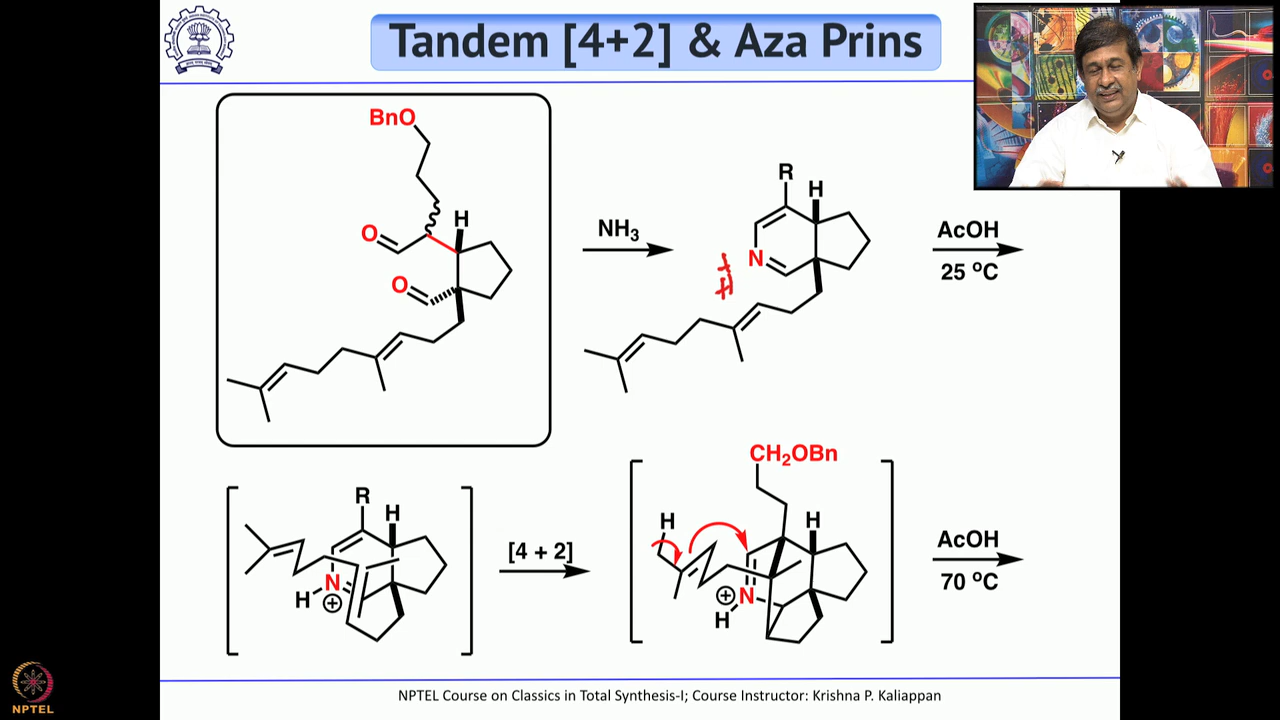 Tandem [4+2] & Aza Prins
BnO
H
O
O
NH₃
R
H
N
+
H
AcOH
25 °C
R
H
N
H
⊕
[4 + 2]
CH₂OBn
H
H
⊕
N
H
AcOH
70 °C
NPTEL
NPTEL Course on Classics in Total Synthesis-I; Course Instructor: Krishna P. Kaliappan